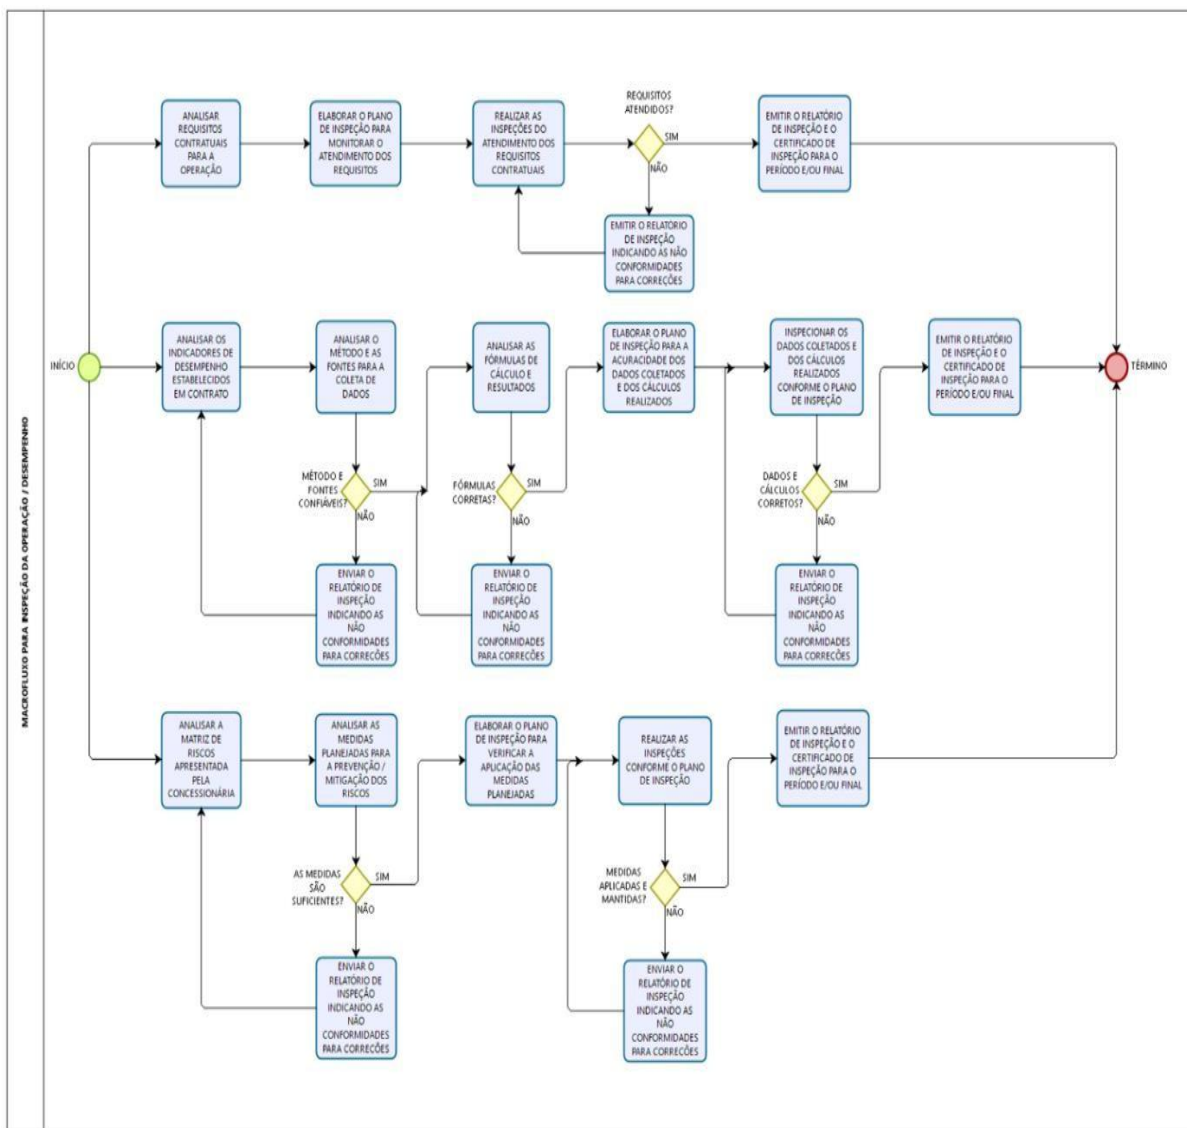 MACROFLUXO PARA INSPEÇÃO DA OPERAÇÃO / DESEMPENHO
ANALISAR
REQUISITOS
CONTRATUAIS
PARA A
OPERAÇÃO
ELABORAR O PLANO
DE INSPEÇÃO PARA
MONITORAR O
ATENDIMENTO DOS
REQUISITOS
REALIZAR AS
INSPEÇÕES DO
ATENDIMENTO DOS
REQUISITOS
CONTRATUAIS
REQUISITOS
ATENDIDOS?
SIM
NÃO
EMITIR O RELATÓRIO
DE INSPEÇÃO E O
CERTIFICADO DE
INSPEÇÃO PARA O
PERÍODO E/OU FINAL
EMITIR O RELATÓRIO
DE INSPEÇÃO
INDICANDO AS NÃO
CONFORMIDADES
PARA CORREÇÕES
INÍCIO
ANALISAR OS
INDICADORES DE
DESEMPENHO
ESTABELECIDOS
EM CONTRATO
ANALISAR O
MÉTODO E AS
FONTES PARA A
COLETA DE
DADOS
ANALISAR AS
FÓRMULAS DE
CÁLCULO E
RESULTADOS
ELABORAR O PLANO
DE INSPEÇÃO PARA A
ACURACIDADE DOS
DADOS COLETADOS
E DOS CÁLCULOS
REALIZADOS
INSPECIONAR OS
DADOS COLETADOS E
DOS CÁLCULOS
REALIZADOS
CONFORME O PLANO
DE INSPEÇÃO
EMITIR O RELATÓRIO
DE INSPEÇÃO E O
CERTIFICADO DE
INSPEÇÃO PARA O
PERÍODO E/OU FINAL
TÉRMINO
MÉTODO E
FONTES
CONFIÁVEIS?
SIM
NÃO
FÓRMULAS
CORRETAS?
SIM
NÃO
DADOS E
CÁLCULOS
CORRETOS?
SIM
NÃO
ENVIAR O
RELATÓRIO DE
INSPEÇÃO
INDICANDO AS
NÃO
CONFORMIDADES
PARA CORREÇÕES
ENVIAR O
RELATÓRIO DE
INSPEÇÃO
INDICANDO AS
NÃO
CONFORMIDADES
PARA CORREÇÕES
ENVIAR O
RELATÓRIO DE
INSPEÇÃO
INDICANDO AS
NÃO
CONFORMIDADES
PARA CORREÇÕES
ANALISAR A
MATRIZ DE
RISCOS
APRESENTADA
PELA
CONCESSIONÁRIA
ANALISAR AS
MEDIDAS
PLANEJADAS PARA
A PREVENÇÃO /
MITIGAÇÃO DOS
RISCOS
ELABORAR O PLANO
DE INSPEÇÃO PARA
VERIFICAR A
APLICAÇÃO DAS
MEDIDAS
PLANEJADAS
REALIZAR AS
INSPEÇÕES
CONFORME O PLANO
DE INSPEÇÃO
EMITIR O RELATÓRIO
DE INSPEÇÃO E O
CERTIFICADO DE
INSPEÇÃO PARA O
PERÍODO E/OU FINAL
AS MEDIDAS
SÃO
SUFICIENTES?
SIM
NÃO
MEDIDAS
APLICADAS E
MANTIDAS?
SIM
NÃO
ENVIAR O
RELATÓRIO DE
INSPEÇÃO
INDICANDO AS
NÃO
CONFORMIDADES
PARA CORREÇÕES
ENVIAR O
RELATÓRIO DE
INSPEÇÃO
INDICANDO AS
NÃO
CONFORMIDADES
PARA CORREÇÕES